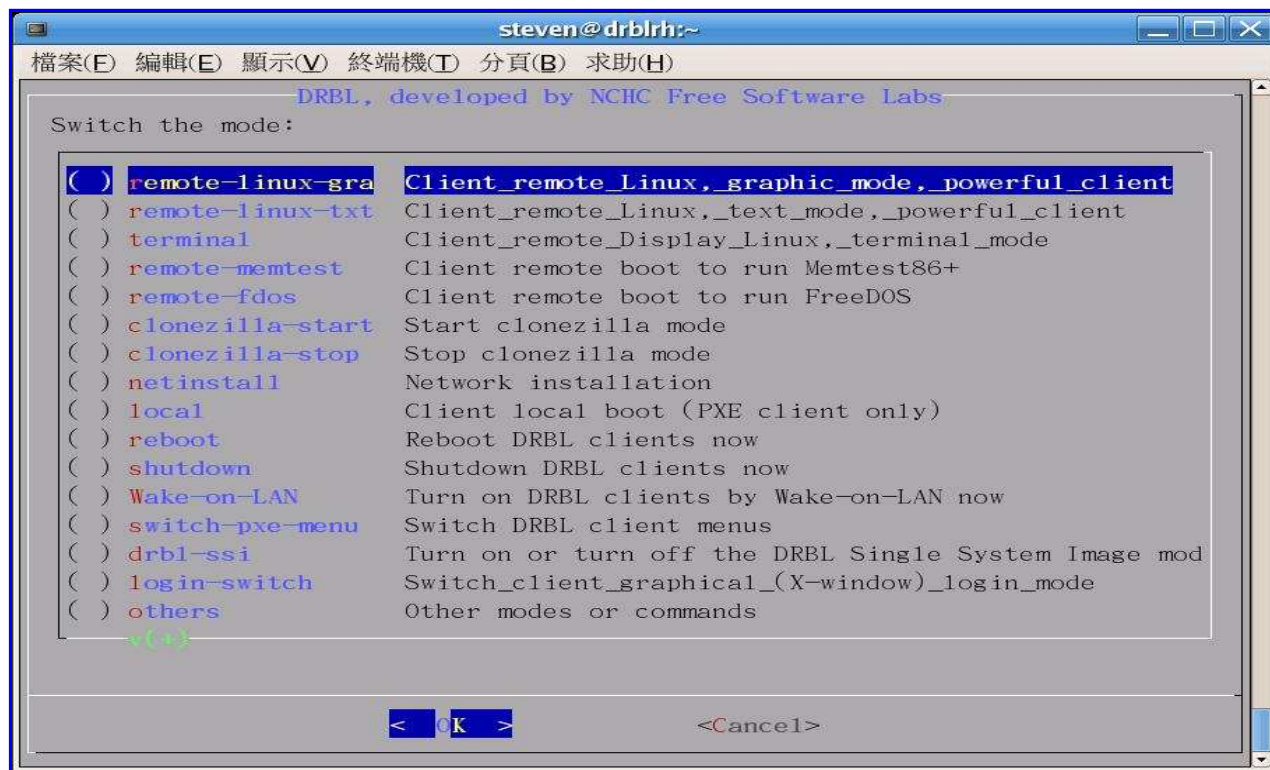 steven@drblrh:~
檔案(F) 編輯(E) 顯示(V) 終端機(T) 分頁(B) 求助(H)
DRBL, developed by NCHC Free Software Labs
Switch the mode:
( ) remote-linux-gra Client_remote_Linux,_graphic_mode,_powerful_client
( ) remote-linux-txt Client_remote_Linux,_text_mode,_powerful_client
( ) terminal Client_remote_Display_Linux,_terminal_mode
( ) remote-memtest Client remote boot to run Memtest86+
( ) remote-fdos Client remote boot to run FreeDOS
( ) clonezilla-start Start clonezilla mode
( ) clonezilla-stop Stop clonezilla mode
( ) netinstall Network installation
( ) local Client local boot (PXE client only)
( ) reboot Reboot DRBL clients now
( ) shutdown Shutdown DRBL clients now
( ) Wake-on-LAN Turn on DRBL clients by Wake-on-LAN now
( ) switch-pxe-menu Switch DRBL client menus
( ) drbl-ssi Turn on or turn off the DRBL Single System Image mod
( ) login-switch Switch_client_graphical_(X-window)_login_mode
( ) others Other modes or commands
v(+)
< OK > <Cancel>